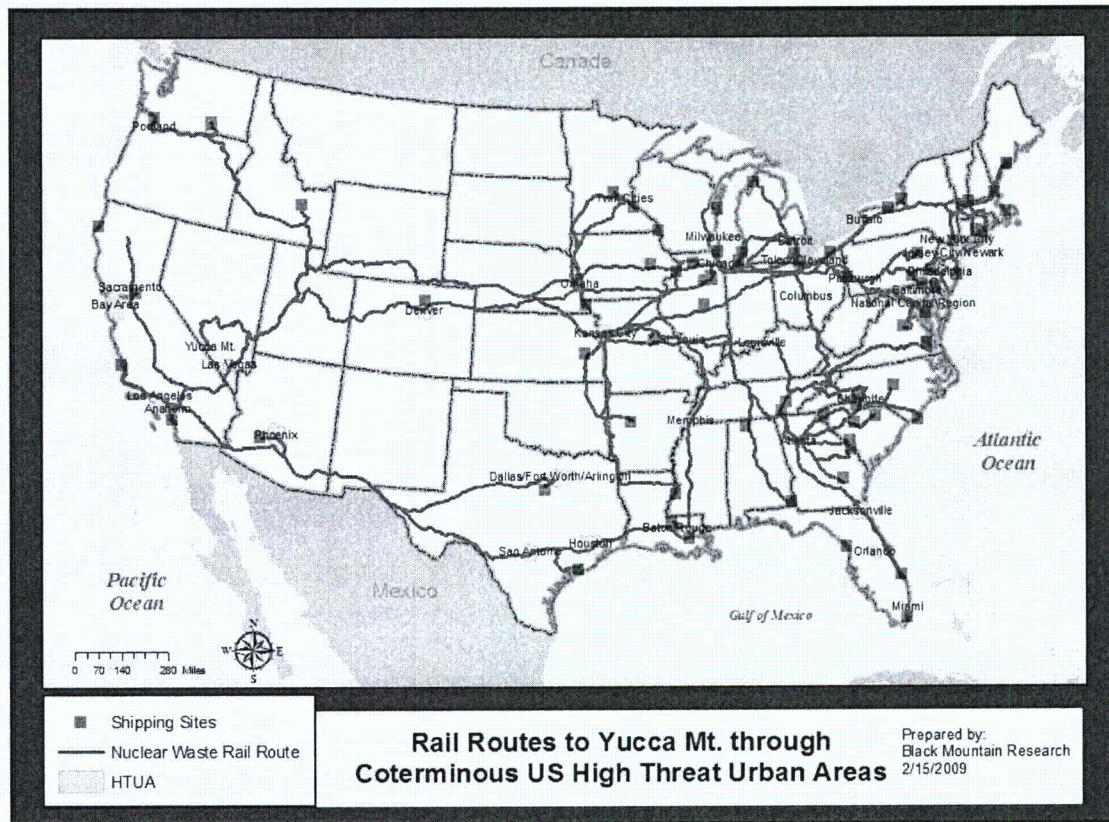 Canada
Portland
Twin Cities
Buffalo
Milwaukee
Detroit
New York City
Jersey City/Newark
Chicago
Toledo
Cleveland
Pittsburgh
Philadelphia
Baltimore
National Capital Region
Columbus
Omaha
Sacramento
Bay Area
Denver
Kansas City
Louisville
Yucca Mt.
Las Vegas
Los Angeles
Anaheim
Charlotte
Memphis
Atlanta
Phoenix
Atlantic
Ocean
Dallas/Fort Worth/Arlington
Jacksonville
Baton Rouge
Houston
San Antonio
Orlando
Pacific
Ocean
Mexico
Miami
Gulf of Mexico
N
W E
S
0 70 140 280 Miles
Shipping Sites
Nuclear Waste Rail Route
HTUA
Rail Routes to Yucca Mt. through
Coterminous US High Threat Urban Areas
Prepared by:
Black Mountain Research
2/15/2009